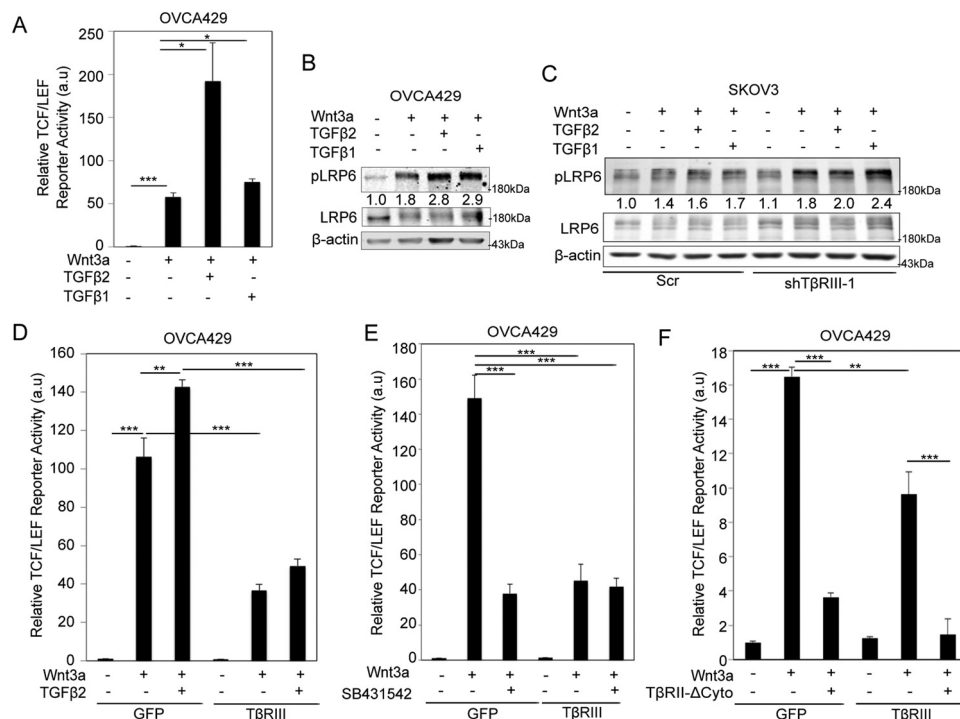 A
OVCA429
Relative TCF/LEF
Reporter Activity (a.u)
250
200
150
100
50
0
***
*
*
Wnt3a - + + +
TGFβ2 - - + -
TGFβ1 - - - +
B
OVCA429
Wnt3a - + + +
TGFβ2 - - + -
TGFβ1 - - - +
pLRP6
-180kDa
1.0 1.8 2.8 2.9
LRP6
-180kDa
β-actin
-43kDa
C
SKOV3
Wnt3a - + + + - + + +
TGFβ2 - - + - - - + -
TGFβ1 - - - + - - - +
pLRP6
-180kDa
1.0 1.4 1.6 1.7 1.1 1.8 2.0 2.4
LRP6
-180kDa
β-actin
-43kDa
Scr shTβRIII-1
D
OVCA429
Relative TCF/LEF Reporter Activity (a.u)
160
140
120
100
80
60
40
20
0
** ***
*** ***
Wnt3a - + + - + +
TGFβ2 - - + - - +
GFP TβRIII
E
OVCA429
Relative TCF/LEF Reporter Activity (a.u)
180
160
140
120
100
80
60
40
20
0
***
***
***
Wnt3a - + + - + +
SB431542 - - + - - +
GFP TβRIII
F
OVCA429
Relative TCF/LEF Reporter Activity (a.u)
18
16
14
12
10
8
6
4
2
0
***
*** **
***
Wnt3a - + + - + +
TβRII-ΔCyto - - + - - +
GFP TβRIII